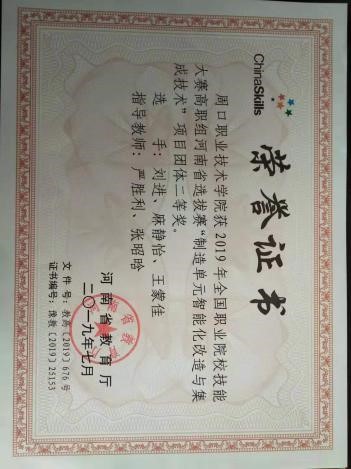 ChinaSkills
荣誉证书
周口职业技术学院获2019年全国职业院校技能
大赛高职组河南省选拔赛“制造单元智能化改造与集
成技术”项目团体二等奖。
选 手：刘进、麻静怡、王蒙佳
指导教师：严胜利、张昭晗
河南省教育厅
二〇一九年七月
文件号：教高〔2019〕676号
证书编号：豫教〔2019〕25153